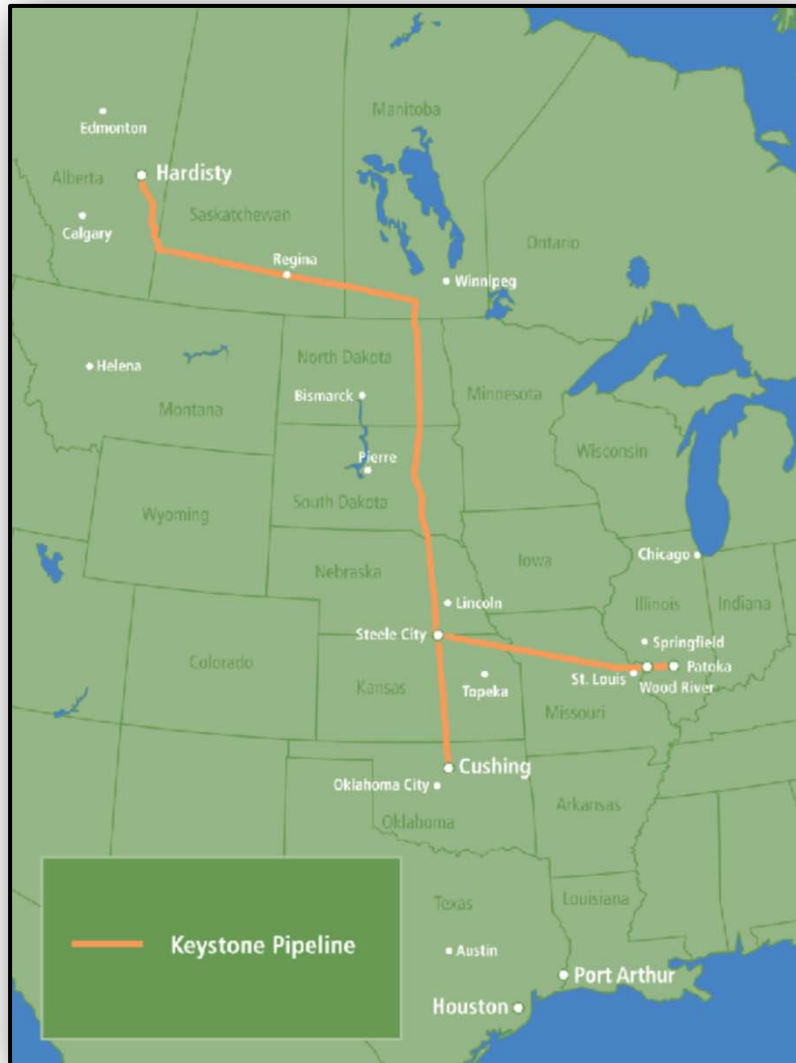 Manitoba
Edmonton
Hardisty
Alberta
Saskatchewan
Calgary
Ontario
Regina
Winnipeg
North Dakota
Helena
Minnesota
Bismarck
Montana
Wisconsin
Pierre
South Dakota
Wyoming
Chicago
Iowa
Nebraska
Lincoln
Illinois
Indiana
Steele City
Springfield
Colorado
Patoka
St. Louis
Wood River
Kansas
Topeka
Missouri
Cushing
Oklahoma City
Arkansas
Oklahoma
Louisiana
Texas
Keystone Pipeline
Austin
Port Arthur
Houston